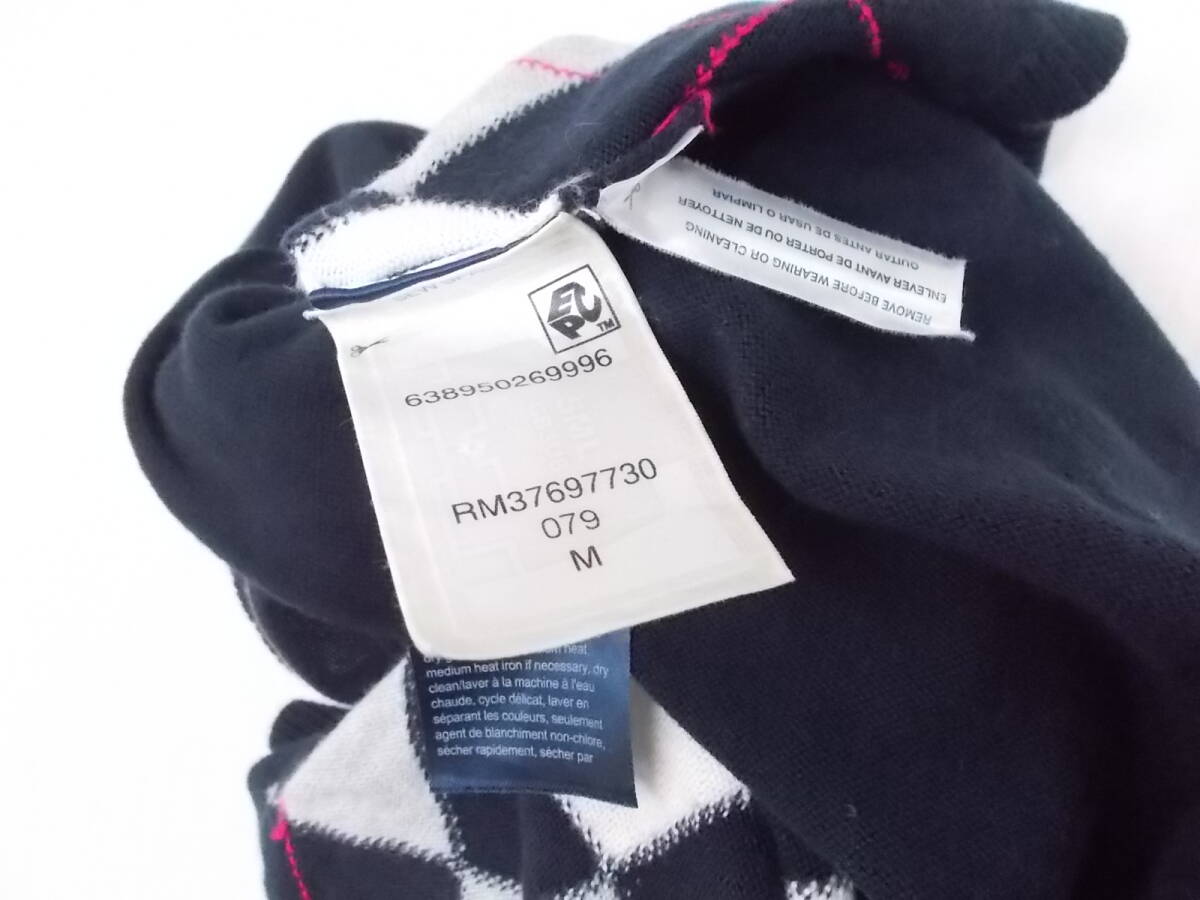 EPC™
638950269996
RM37697730
079
M
REMOVE BEFORE WEARING OR CLEANING
ENLEVER AVANT DE PORTER OU DE NETTOYER
QUITAR ANTES DE USAR O LIMPIAR
heat,
medium heat iron if necessary, dry
clean/laver à la machine à l'eau
chaude, cycle délicat, laver en
séparant les couleurs, seulement
agent de blanchiment non-chlore,
sécher rapidement, sécher par